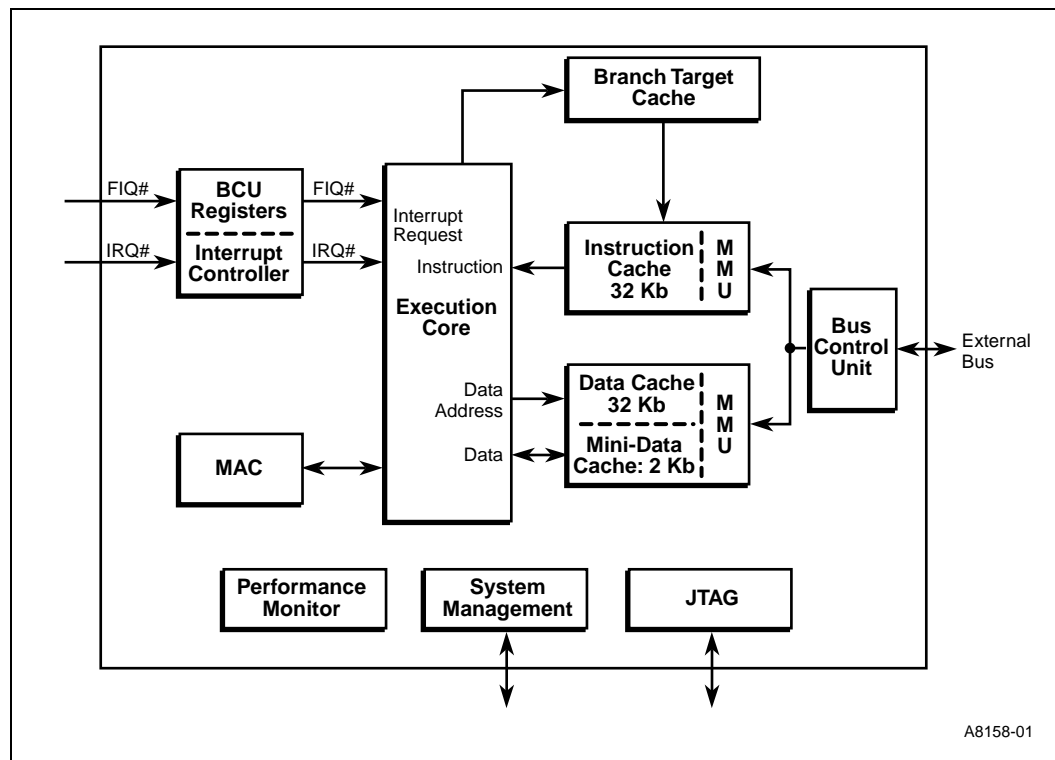 Branch Target
Cache
FIQ#
BCU
Registers
FIQ#
Interrupt
Request
IRQ#
Interrupt
Controller
IRQ#
Instruction
Instruction
Cache
32 Kb
M
M
U
Execution
Core
Bus
Control
Unit
External
Bus
Data
Address
Data Cache
32 Kb
M
M
U
Data
Mini-Data
Cache: 2 Kb
MAC
Performance
Monitor
System
Management
JTAG
A8158-01